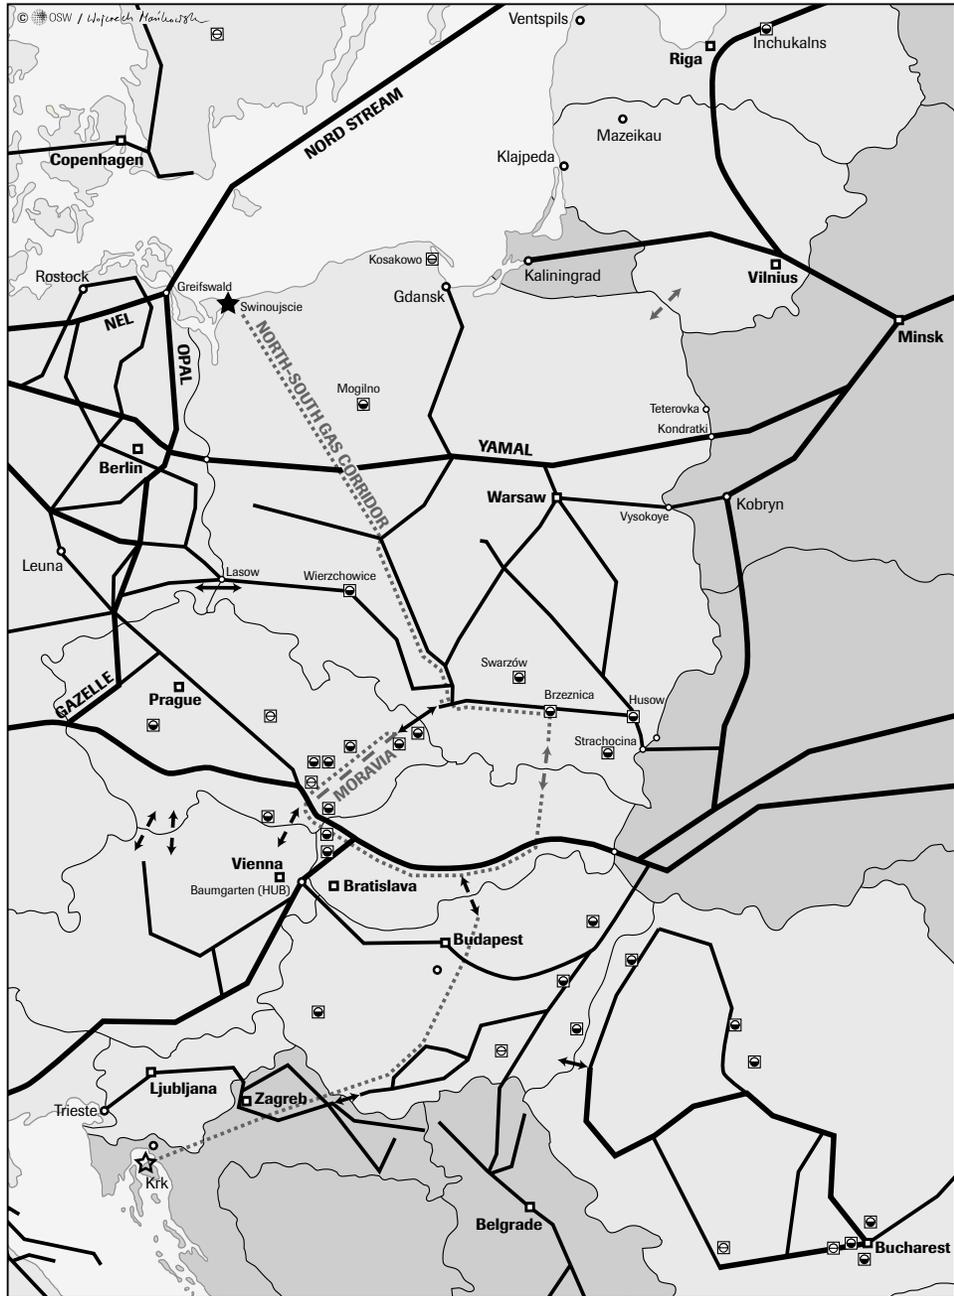 © OSW / Wojciech Mańkowski
Ventspils
Riga
Inchukalns
Mazeikau
Copenhagen
NORD STREAM
Klajpeda
Kosakowo
Kaliningrad
Vilnius
Rostock
Greifswald
Gdansk
Swinoujscie
NEL
OPAL
Minsk
NORTH-SOUTH GAS CORRIDOR
Mogilno
Teterovka
Kondratki
YAMAL
Berlin
Warsaw
Vysokoye
Kobryn
Leuna
Lasow
Wierzchowice
Swarzów
GAZELLE
Prague
Brzeznica
Husow
Strachocina
MORAVIA
Vienna
Baumgarten (HUB)
Bratislava
Budapest
Ljubljana
Zagreb
Trieste
Krk
Belgrade
Bucharest